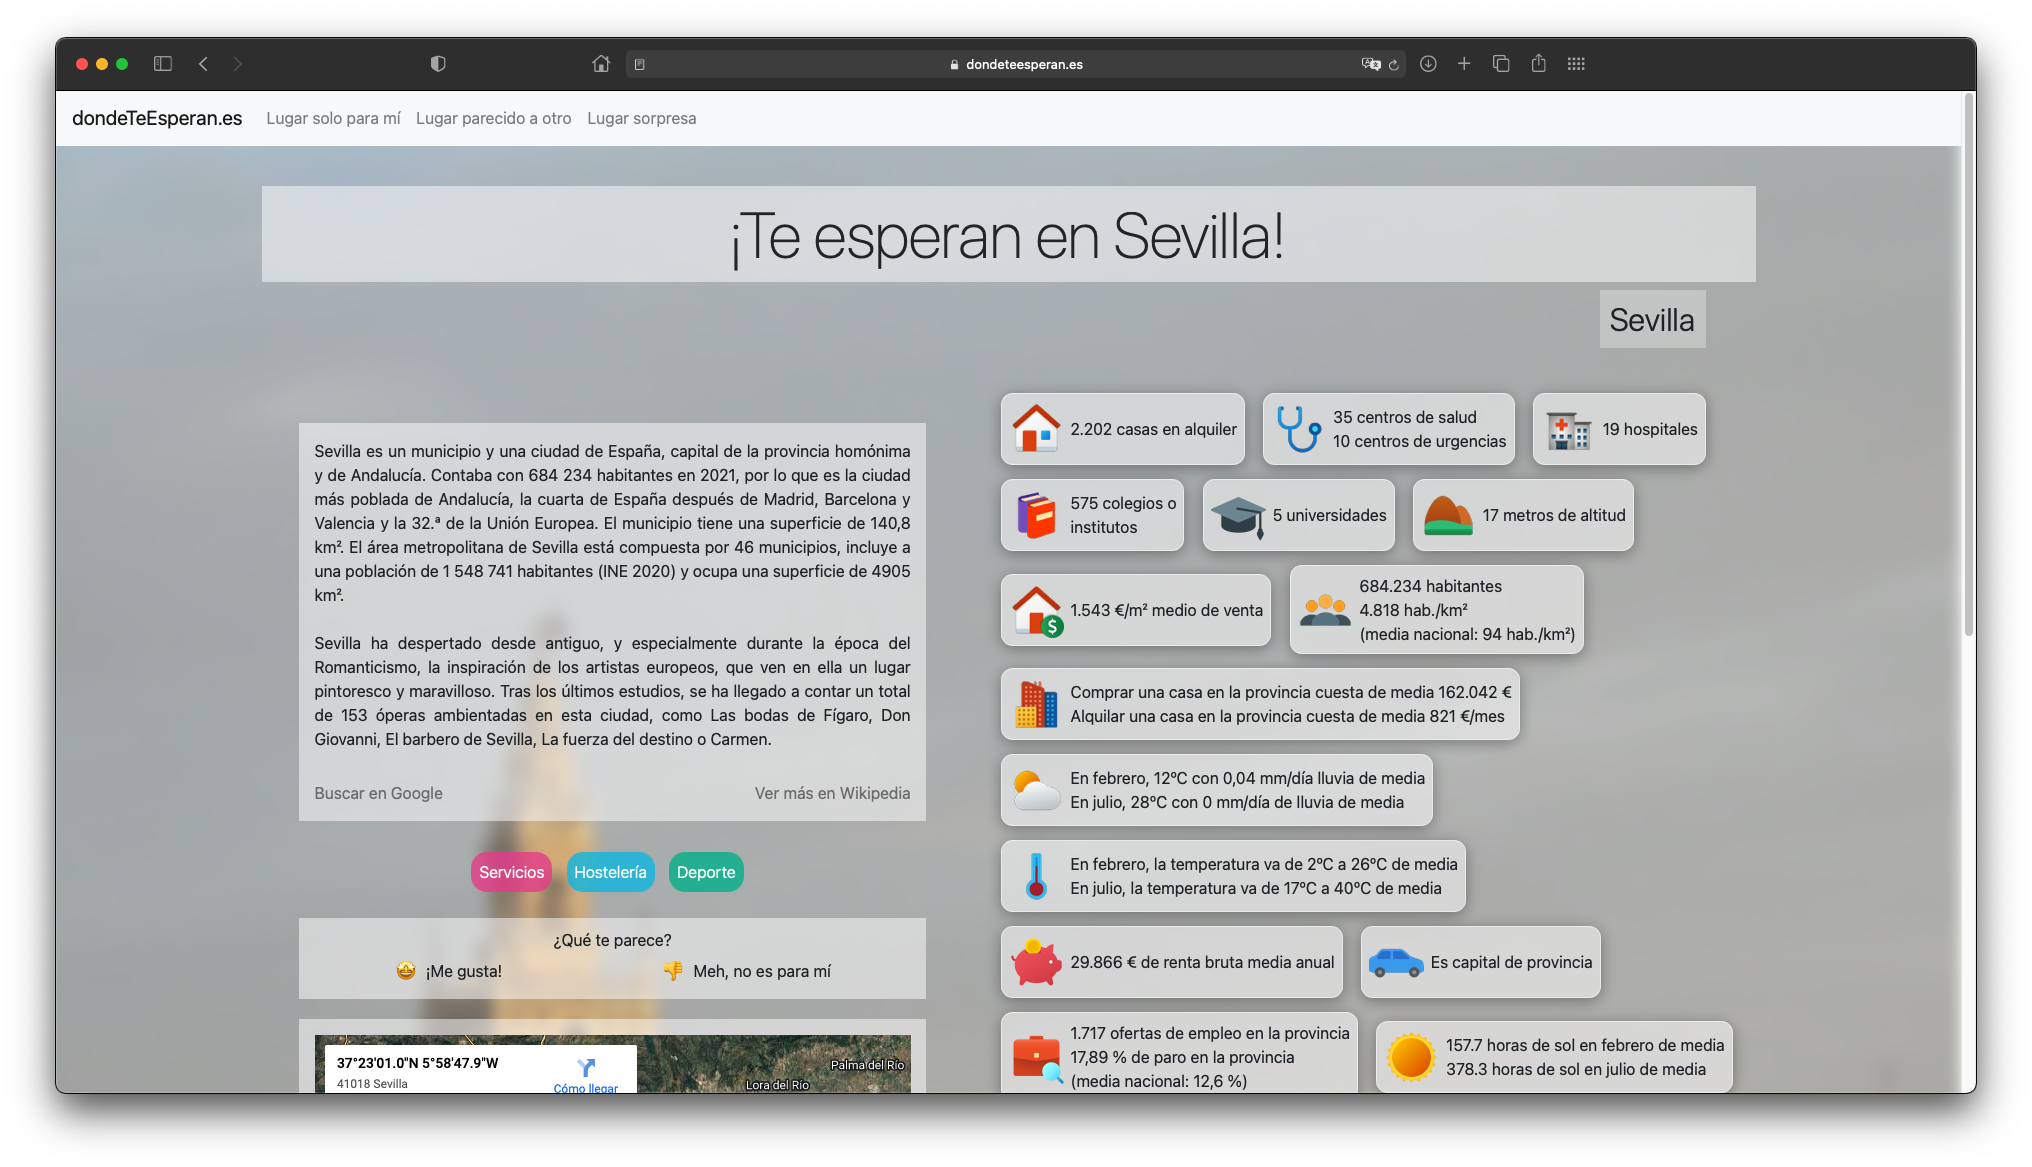 dondeteesperan.es
dondeTeEsperan.es
Lugar solo para mí
Lugar parecido a otro
Lugar sorpresa
¡Te esperan en Sevilla!
Sevilla
Sevilla es un municipio y una ciudad de España, capital de la provincia homónima
y de Andalucía. Contaba con 684 234 habitantes en 2021, por lo que es la ciudad
más poblada de Andalucía, la cuarta de España después de Madrid, Barcelona y
Valencia y la 32.ª de la Unión Europea. El municipio tiene una superficie de 140,8
km². El área metropolitana de Sevilla está compuesta por 46 municipios, incluye a
una población de 1 548 741 habitantes (INE 2020) y ocupa una superficie de 4905
km².
Sevilla ha despertado desde antiguo, y especialmente durante la época del
Romanticismo, la inspiración de los artistas europeos, que ven en ella un lugar
pintoresco y maravilloso. Tras los últimos estudios, se ha llegado a contar un total
de 153 óperas ambientadas en esta ciudad, como Las bodas de Fígaro, Don
Giovanni, El barbero de Sevilla, La fuerza del destino o Carmen.
Buscar en Google
Ver más en Wikipedia
Servicios
Hostelería
Deporte
¿Qué te parece?
¡Me gusta!
Meh, no es para mí
37°23'01.0"N 5°58'47.9"W
41018 Sevilla
Cómo llegar
Palma del Río
Lora del Río
2.202 casas en alquiler
35 centros de salud
10 centros de urgencias
19 hospitales
575 colegios o
institutos
5 universidades
17 metros de altitud
1.543 €/m² medio de venta
684.234 habitantes
4.818 hab./km²
(media nacional: 94 hab./km²)
Comprar una casa en la provincia cuesta de media 162.042 €
Alquilar una casa en la provincia cuesta de media 821 €/mes
En febrero, 12ºC con 0,04 mm/día lluvia de media
En julio, 28ºC con 0 mm/día de lluvia de media
En febrero, la temperatura va de 2ºC a 26ºC de media
En julio, la temperatura va de 17ºC a 40ºC de media
29.866 € de renta bruta media anual
Es capital de provincia
1.717 ofertas de empleo en la provincia
17,89 % de paro en la provincia
(media nacional: 12,6 %)
157.7 horas de sol en febrero de media
378.3 horas de sol en julio de media